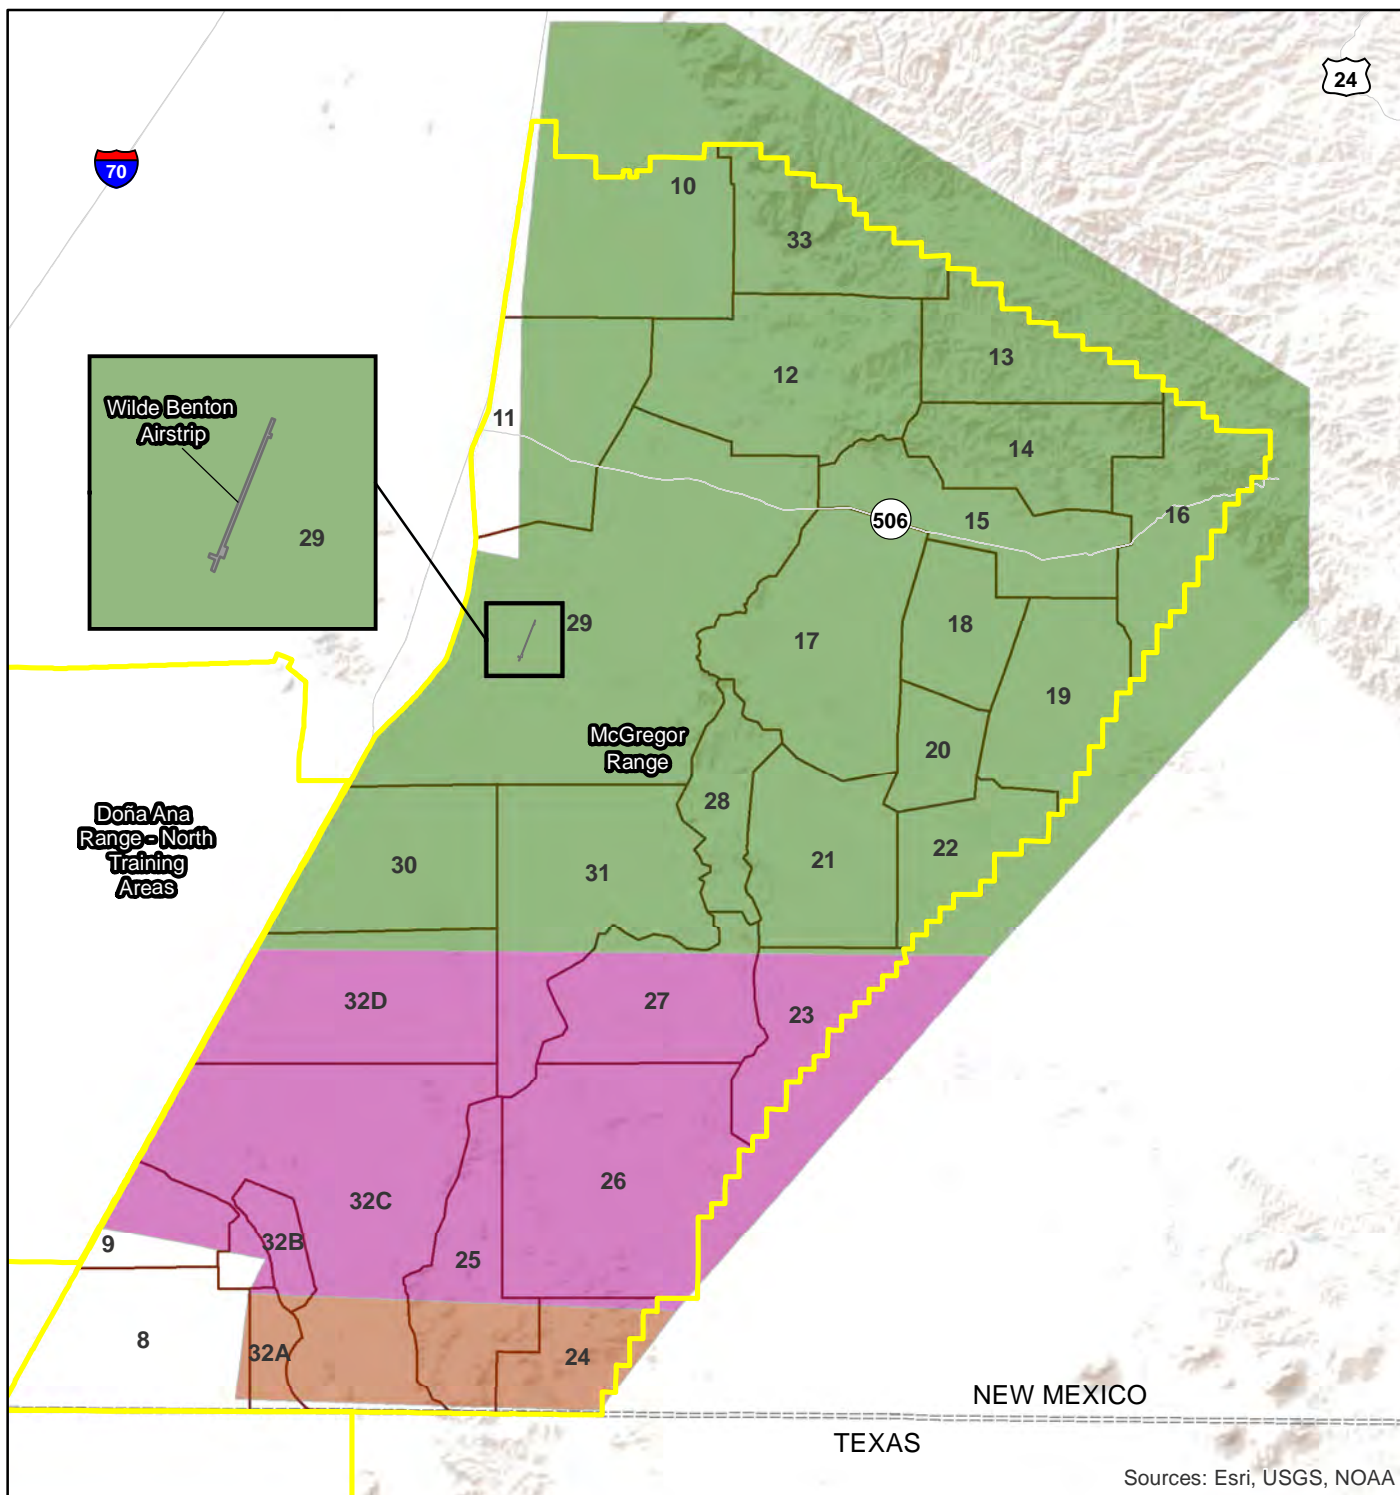 24
70
10
33
13
12
11
14
Wilde Benton
Airstrip
506
15
16
29
29
18
17
19
McGregor
Range
20
28
Doña Ana
Range - North
Training
Areas
30
31
21
22
32D
27
23
26
32C
32B
9
25
8
32A
24
NEW MEXICO
TEXAS
Sources: Esri, USGS, NOAA